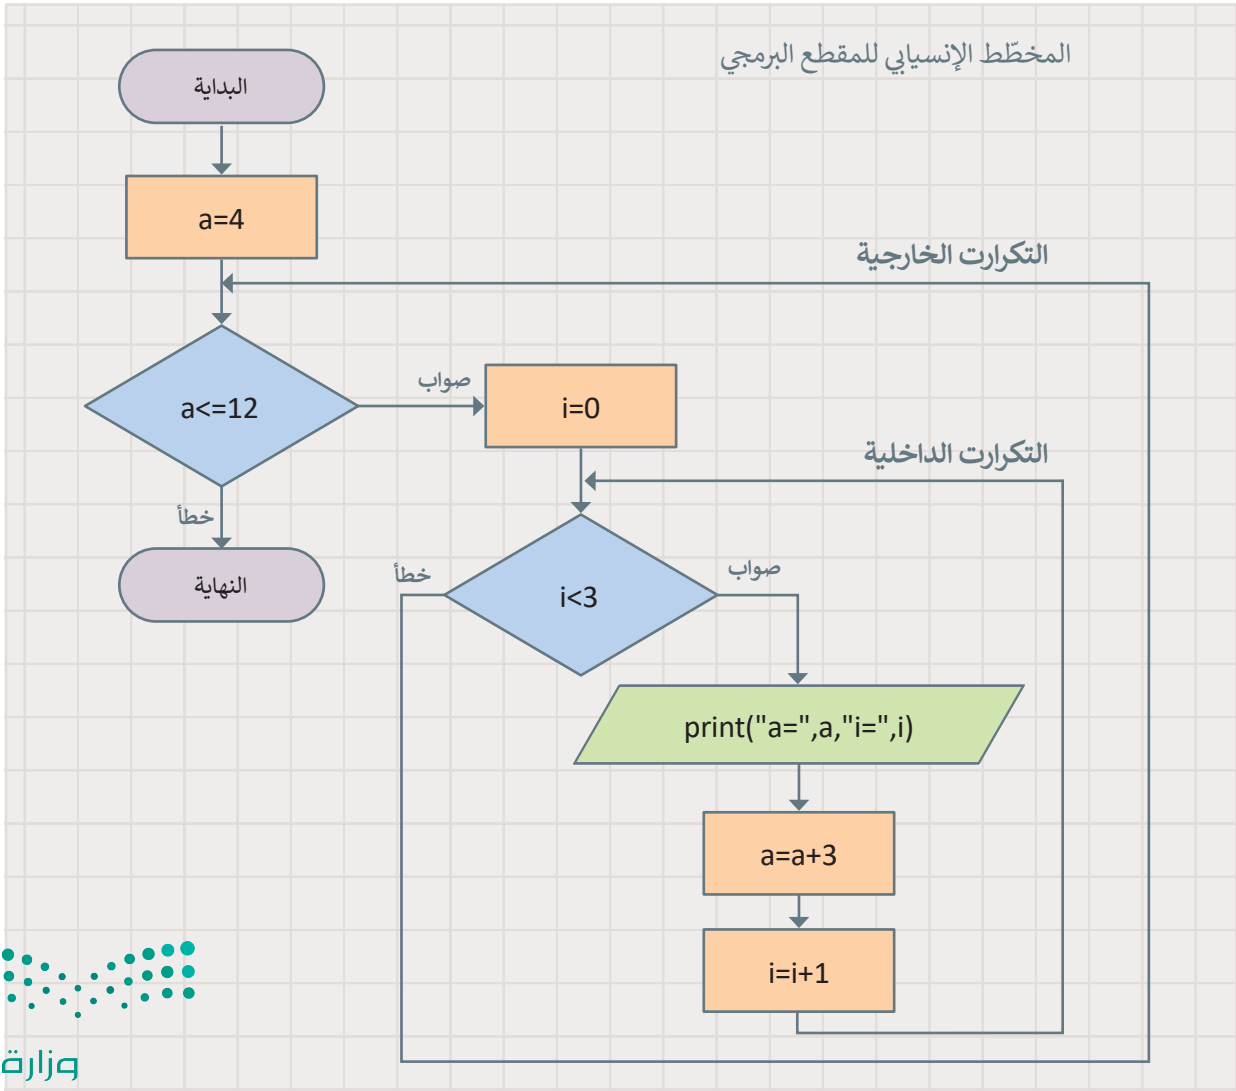 المخطّط الإنسيابي للمقطع البرمجي
البداية
a=4
التكرارت الخارجية
a<=12
صواب
i=0
خطأ
النهاية
التكرارت الداخلية
i<3
خطأ
صواب
print("a=",a,"i=",i)
a=a+3
i=i+1
وزارة